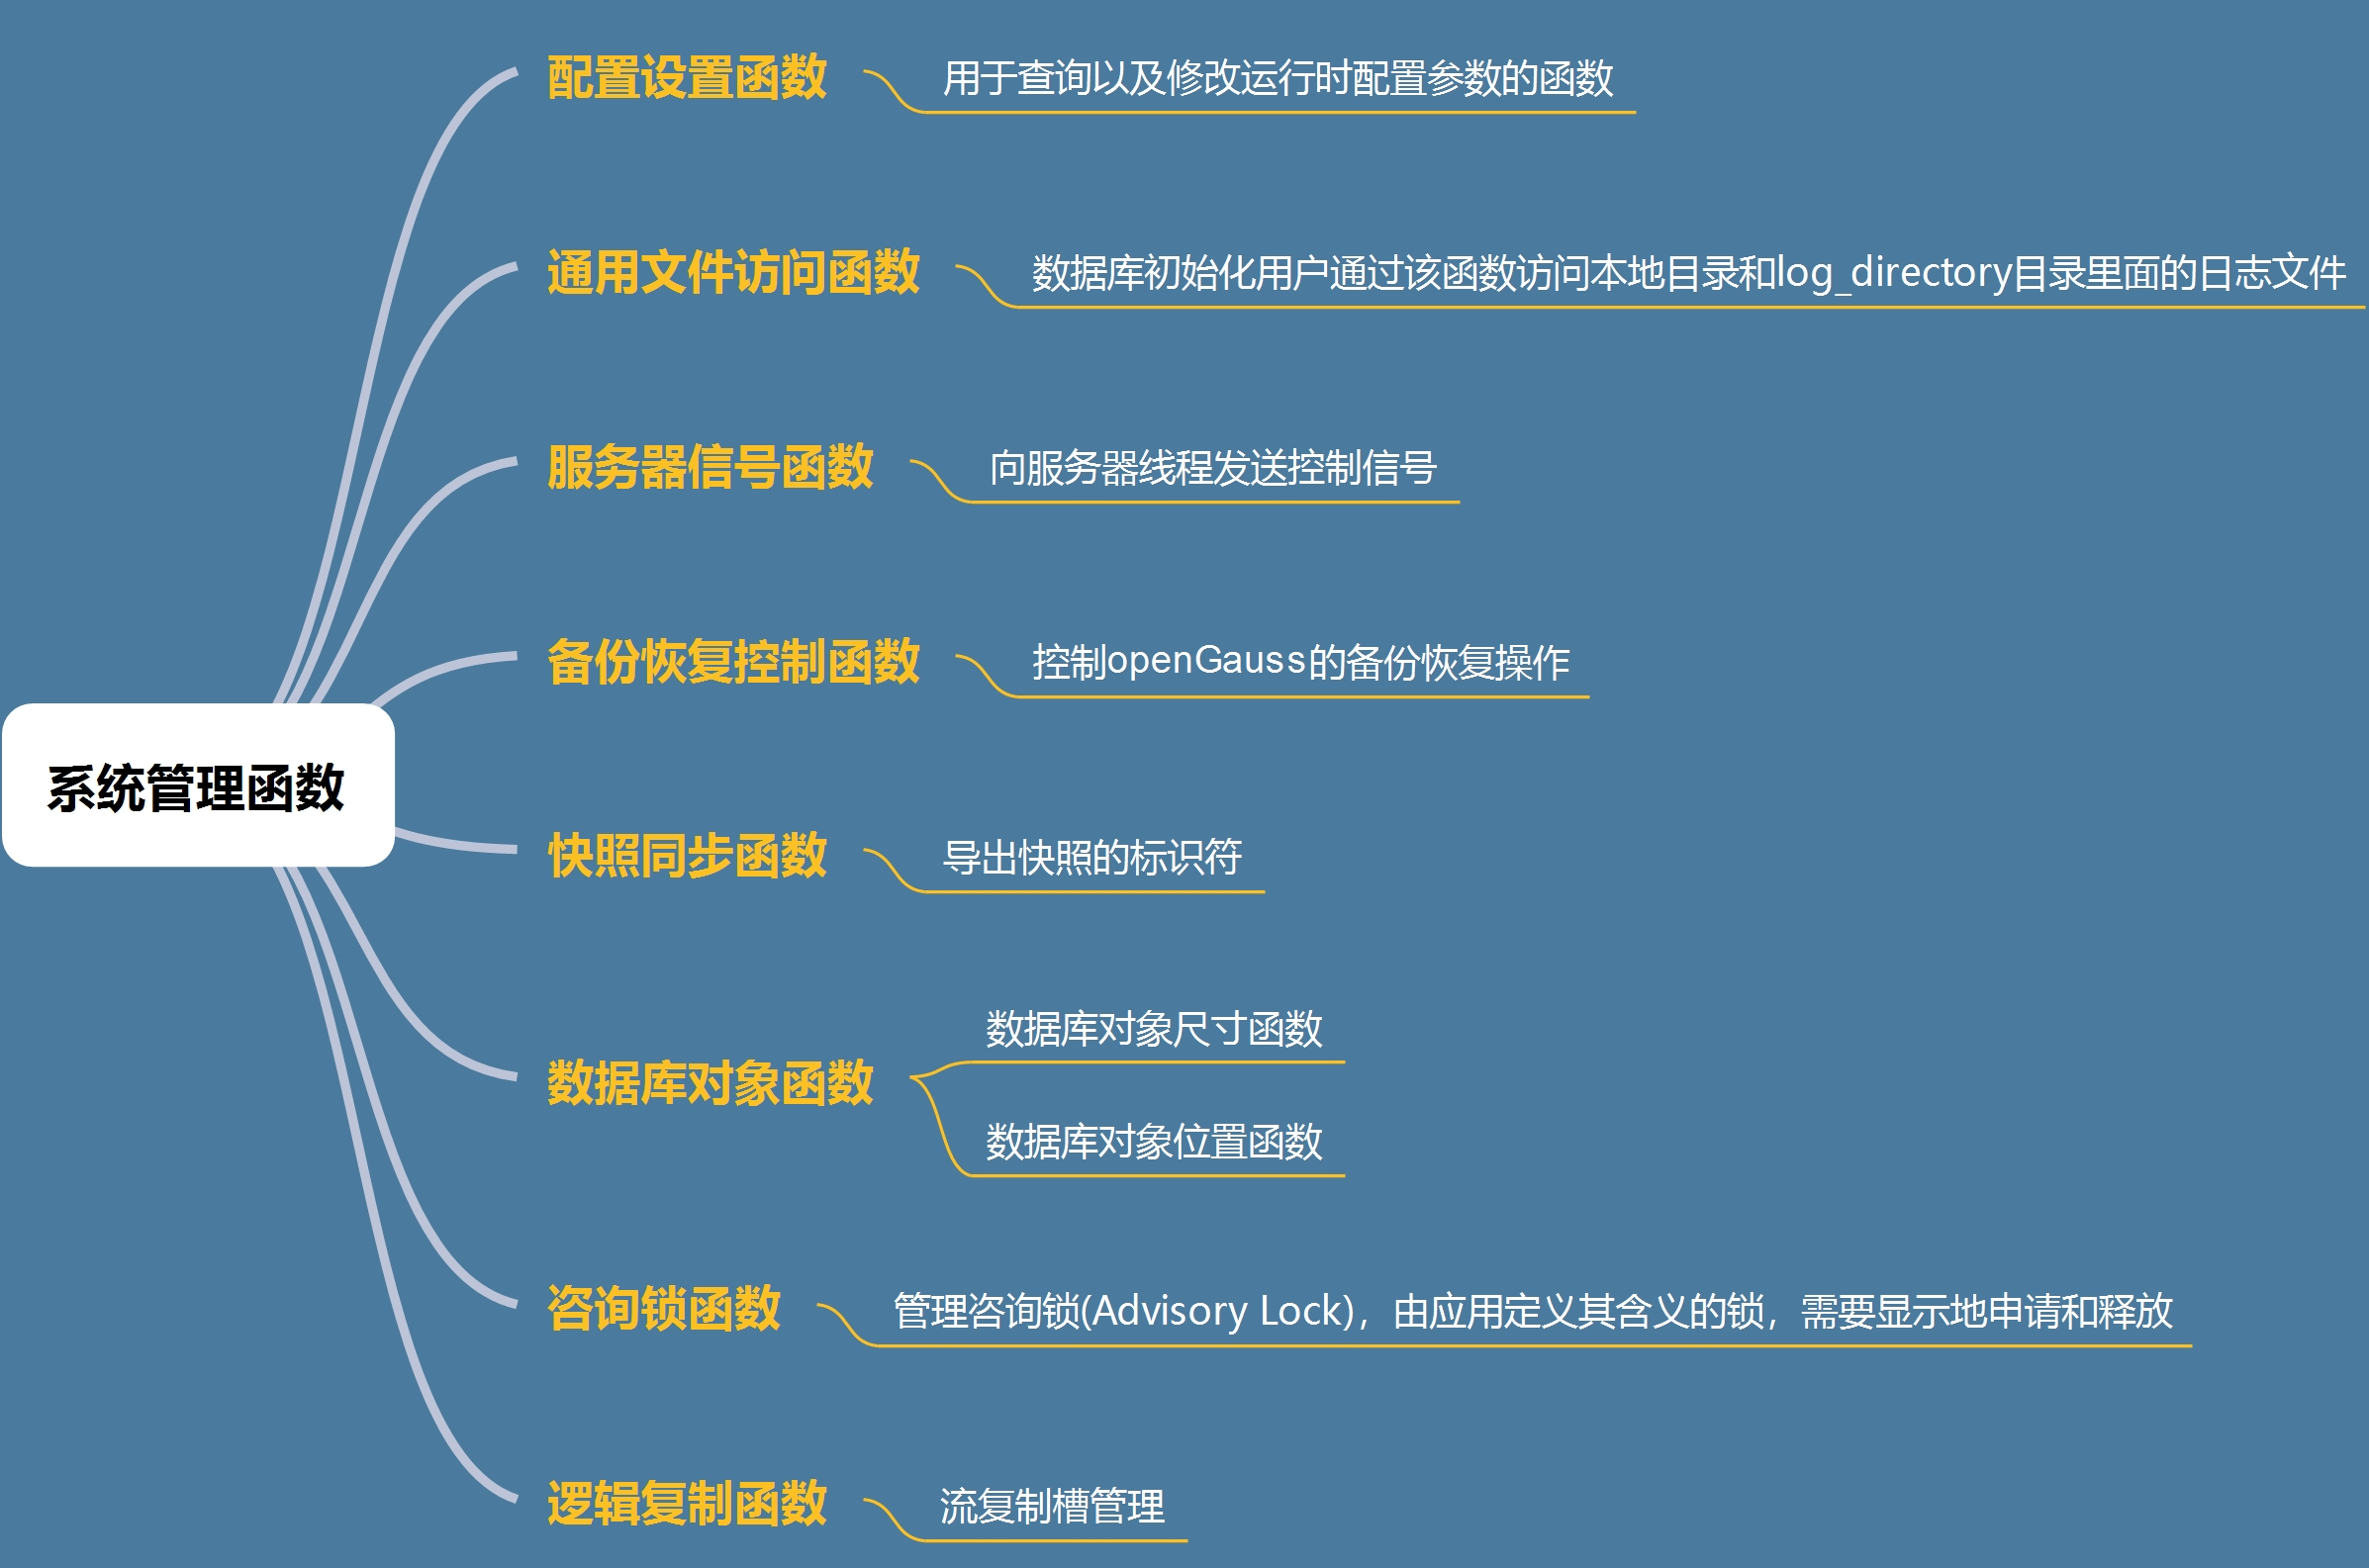 配置设置函数
用于查询以及修改运行时配置参数的函数
通用文件访问函数
数据库初始化用户通过该函数访问本地目录和log_directory目录里面的日志文件
服务器信号函数
向服务器线程发送控制信号
备份恢复控制函数
控制openGauss的备份恢复操作
系统管理函数
快照同步函数
导出快照的标识符
数据库对象函数
数据库对象尺寸函数
数据库对象位置函数
咨询锁函数
管理咨询锁(Advisory Lock)，由应用定义其含义的锁，需要显示地申请和释放
逻辑复制函数
流复制槽管理